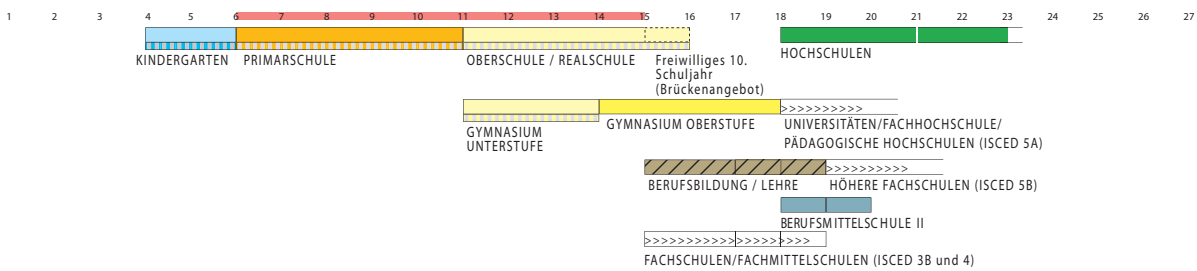 1 2 3 4 5 6 7 8 9 10 11 12 13 14 15 16 17 18 19 20 21 22 23 24 25 26 27
KINDERGARTEN PRIMARSCHULE OBERSCHULE / REALSCHULE Freiwilliges 10.
Schuljahr
(Brückenangebot)
HOCHSCHULEN
>>>>>>>>>>
GYMNASIUM
UNTERSTUFE
GYMNASIUM OBERSTUFE
UNIVERSITÄTEN/FACHHOCHSCHULE/
PÄDAGOGISCHE HOCHSCHULEN (ISCED 5A)
>>>>>>>>>>
BERUFSBILDUNG / LEHRE HÖHERE FACHSCHULEN (ISCED 5B)
BERUFSMITTELSCHULE II
>>>>>>>>>>>>>>>>>>>>
FACHSCHULEN/FACHMITTELSCHULEN (ISCED 3B und 4)